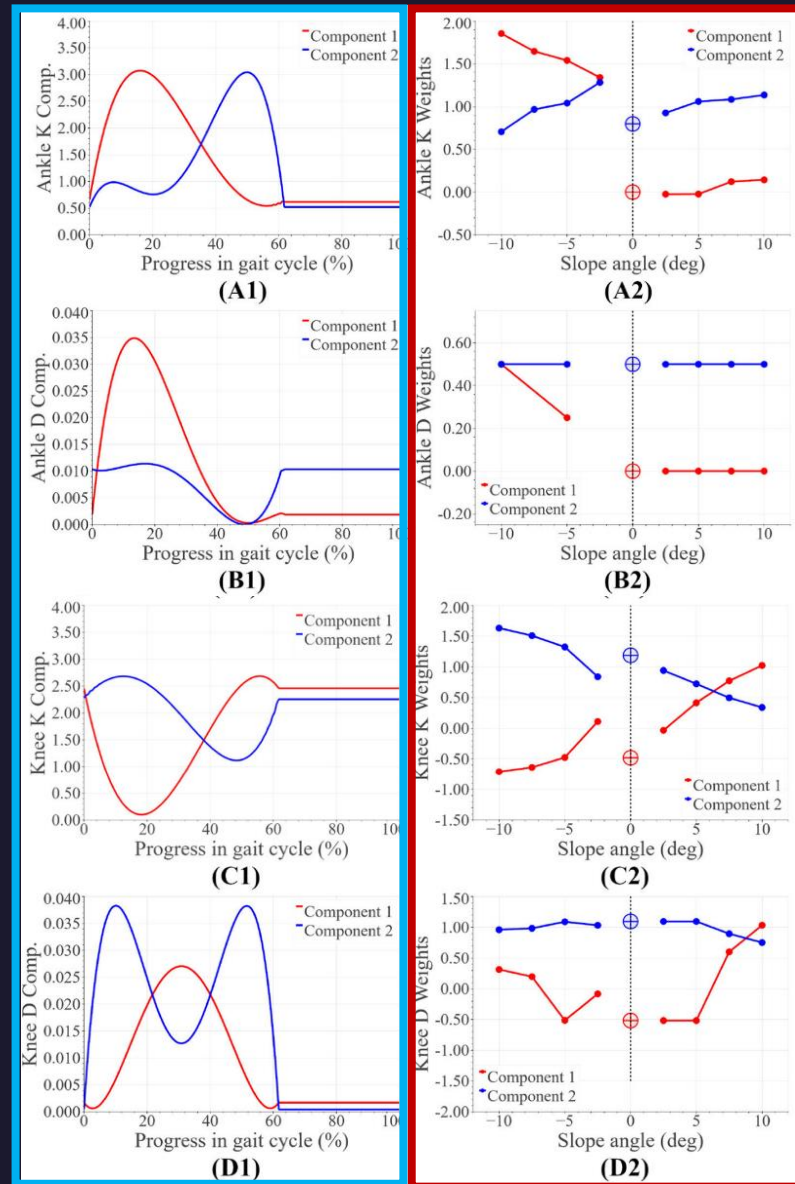 4.00
3.50
3.00
2.50
2.00
1.50
1.00
0.50
0.00
Ankle K Comp.
Component 1
Component 2
0 20 40 60 80 100
Progress in gait cycle (%)
(A1)
2.00
1.50
1.00
0.50
0.00
-0.50
Ankle K Weights
Component 1
Component 2
−10 −5 0 5 10
Slope angle (deg)
(A2)
0.040
0.035
0.030
0.025
0.020
0.015
0.010
0.005
0.000
Ankle D Comp.
Component 1
Component 2
0 20 40 60 80 100
Progress in gait cycle (%)
(B1)
0.60
0.40
0.20
0.00
-0.20
Ankle D Weights
Component 1
Component 2
−10 −5 0 5 10
Slope angle (deg)
(B2)
4.00
3.50
3.00
2.50
2.00
1.50
1.00
0.50
0.00
Knee K Comp.
Component 1
Component 2
0 20 40 60 80 100
Progress in gait cycle (%)
(C1)
2.00
1.50
1.00
0.50
0.00
-0.50
-1.00
-1.50
Knee K Weights
Component 1
Component 2
−10 −5 0 5 10
Slope angle (deg)
(C2)
0.040
0.035
0.030
0.025
0.020
0.015
0.010
0.005
0.000
Knee D Comp.
Component 1
Component 2
0 20 40 60 80 100
Progress in gait cycle (%)
(D1)
1.50
1.00
0.50
0.00
-0.50
-1.00
-1.50
-2.00
Knee D Weights
Component 1
Component 2
−10 −5 0 5 10
Slope angle (deg)
(D2)